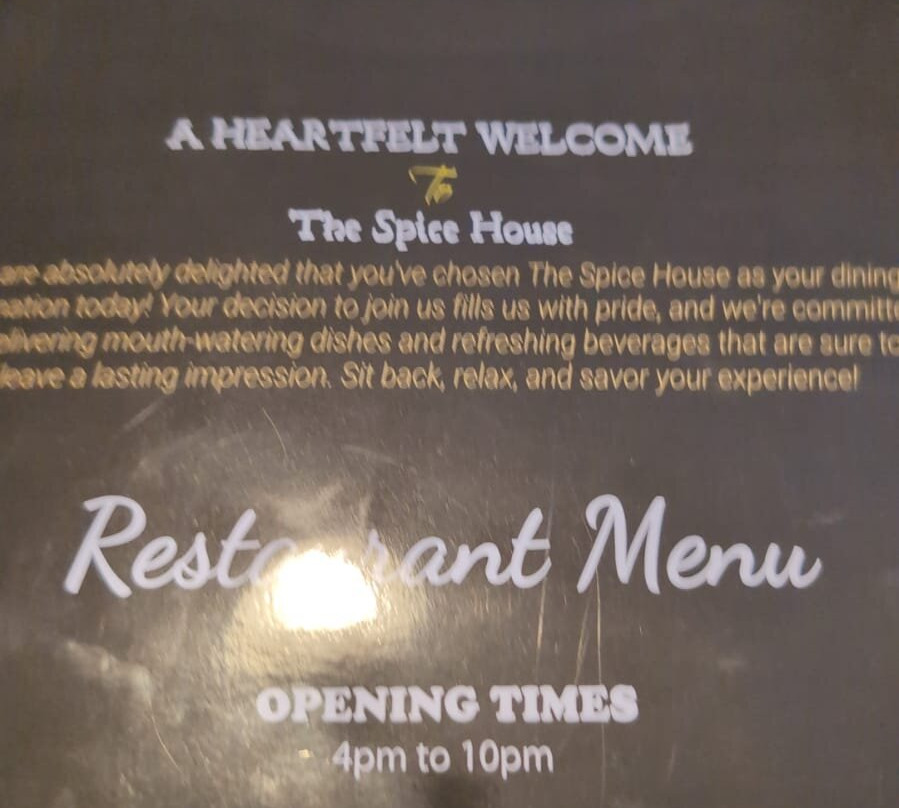 A HEARTFELT WELCOME
To
The Spice House
are absolutely delighted that you've chosen The Spice House as your dining
today! Your decision to join us fills us with pride, and we're
mouth-watering dishes and refreshing beverages that are sure to
leave a lasting impression. Sit back, relax, and savor your experience!
Menu
OPENING TIMES
4pm to 10pm